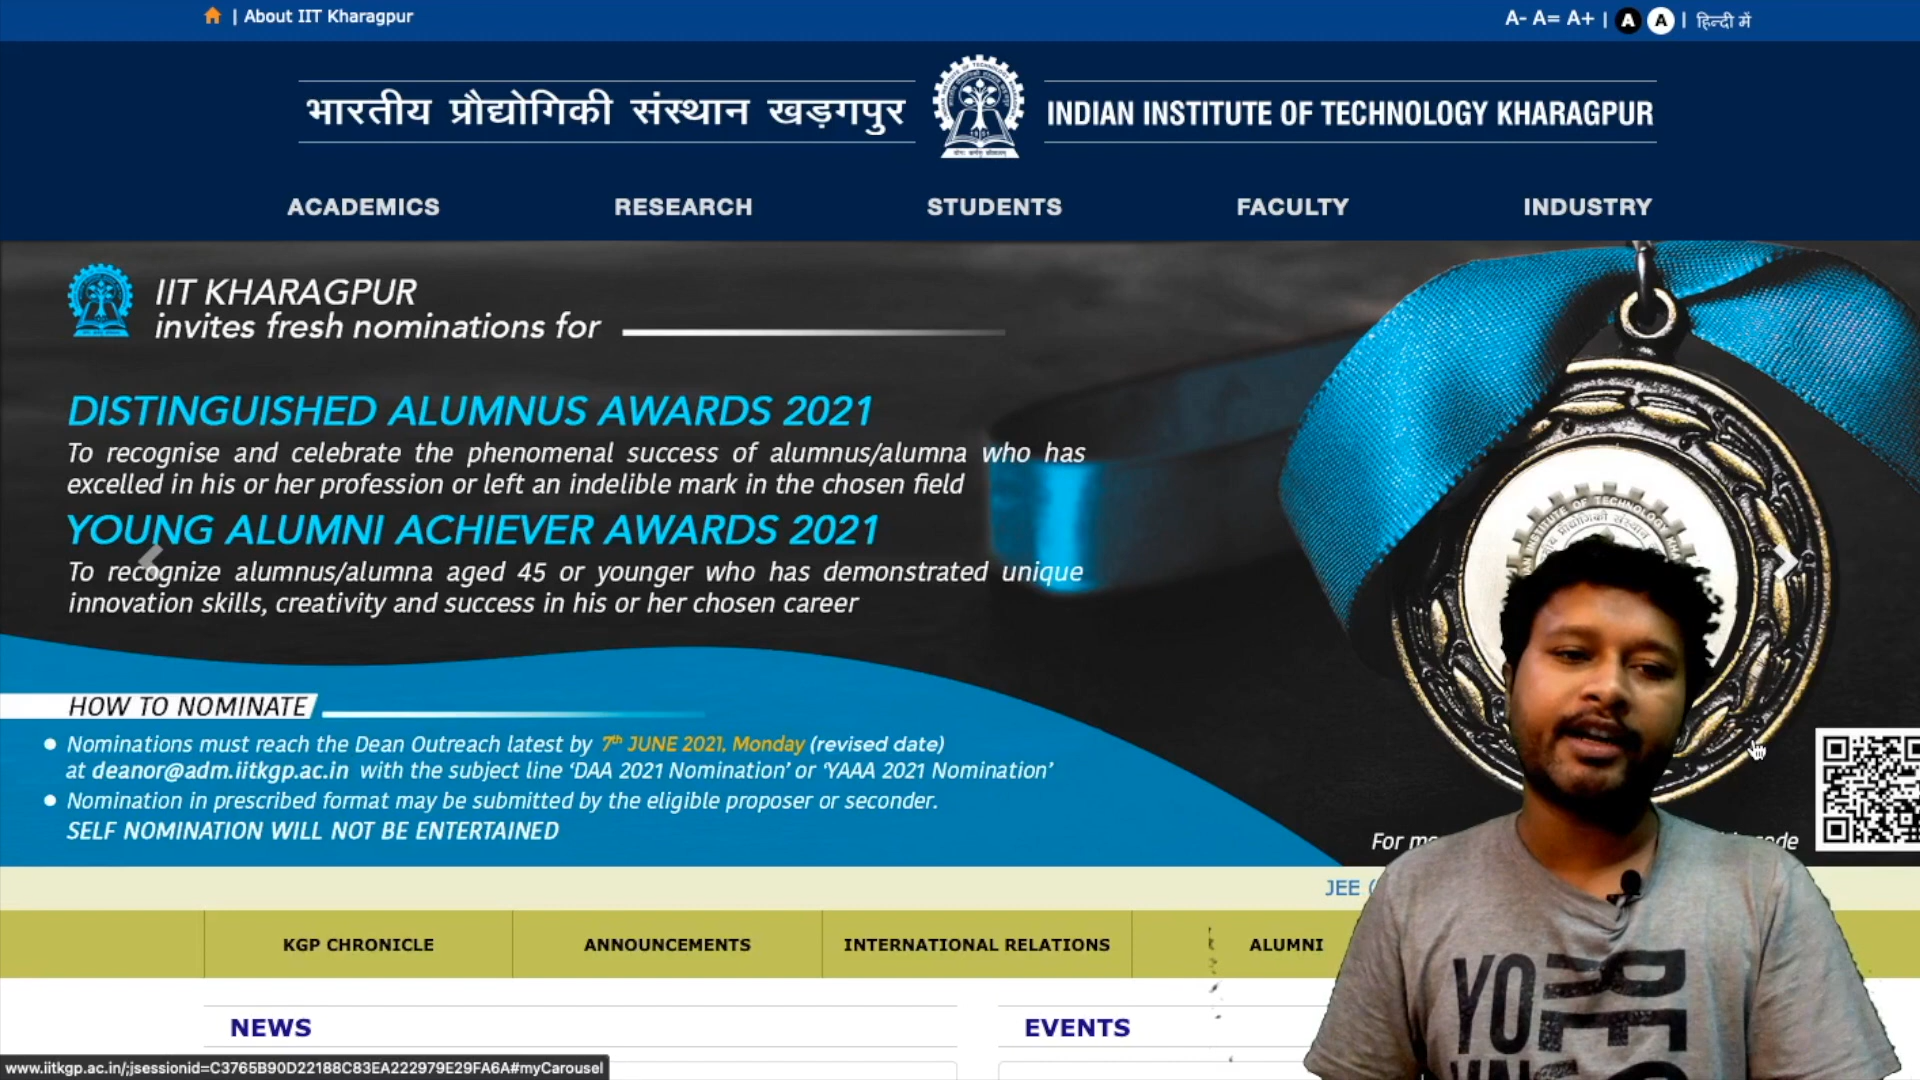 | About IIT Kharagpur
A- A= A+ | A A | हिन्दी में
भारतीय प्रौद्योगिकी संस्थान खड़गपुर
INDIAN INSTITUTE OF TECHNOLOGY KHARAGPUR
ACADEMICS RESEARCH STUDENTS FACULTY INDUSTRY
IIT KHARAGPUR
invites fresh nominations for
DISTINGUISHED ALUMNUS AWARDS 2021
To recognise and celebrate the phenomenal success of alumnus/alumna who has
excelled in his or her profession or left an indelible mark in the chosen field
YOUNG ALUMNI ACHIEVER AWARDS 2021
To recognize alumnus/alumna aged 45 or younger who has demonstrated unique
innovation skills, creativity and success in his or her chosen career
HOW TO NOMINATE
Nominations must reach the Dean Outreach latest by 7th JUNE 2021, Monday (revised date)
at deanor@adm.iitkgp.ac.in with the subject line ‘DAA 2021 Nomination’ or ‘YAAA 2021 Nomination’
Nomination in prescribed format may be submitted by the eligible proposer or seconder.
SELF NOMINATION WILL NOT BE ENTERTAINED
For
JEE
KGP CHRONICLE ANNOUNCEMENTS INTERNATIONAL RELATIONS ALUMNI
NEWS EVENTS
www.iitkgp.ac.in/;jsessionid=C3765B90D22188C83EA222979E29FA6A#myCarousel